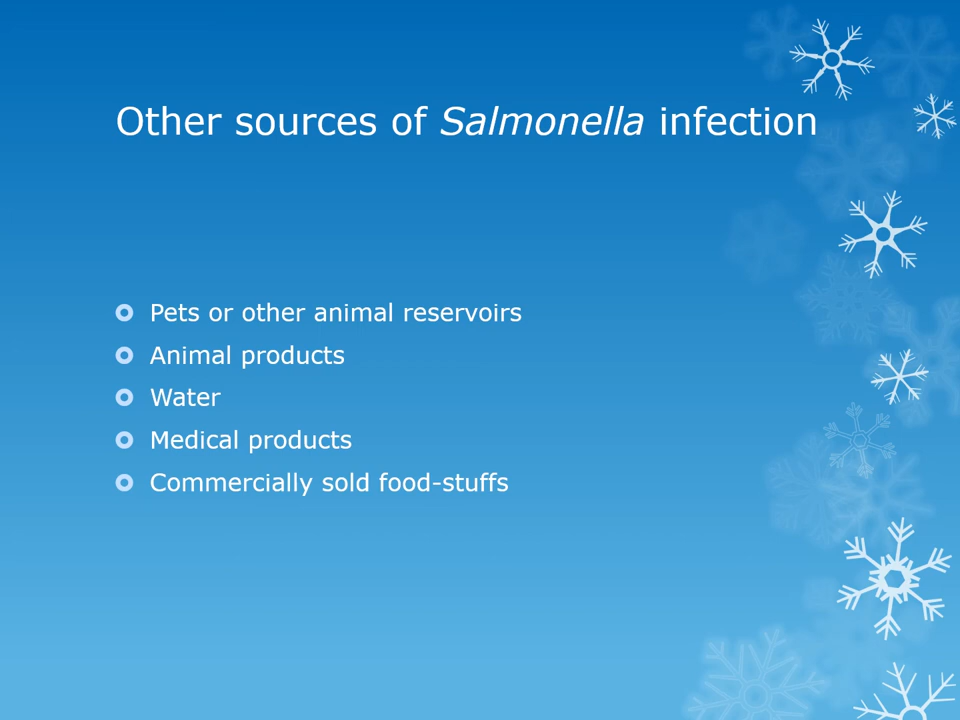 Other sources of Salmonella infection
Pets or other animal reservoirs
Animal products
Water
Medical products
Commercially sold food-stuffs